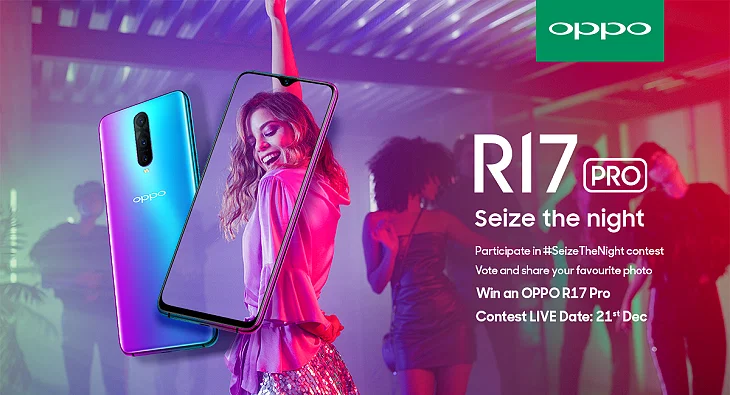 oppo
oppo
R17 PRO
Seize the night
Participate in #SeizeTheNight contest
Vote and share your favourite photo
Win an OPPO R17 Pro
Contest LIVE Date: 21st Dec